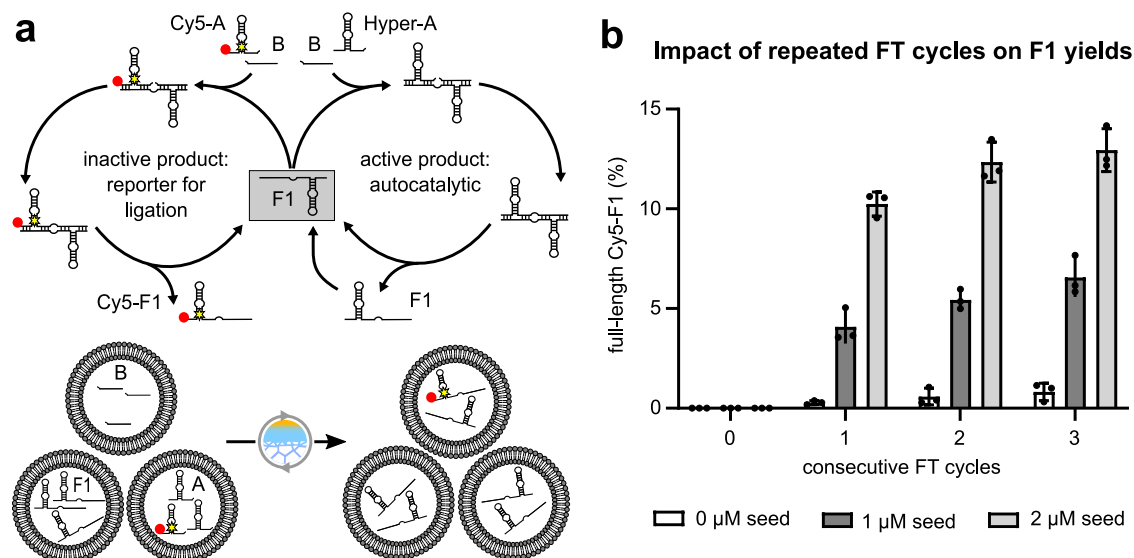 a
Cy5-A
B
B
Hyper-A
inactive product:
reporter for
ligation
F1
active product:
autocatalytic
Cy5-F1
F1
B
F1
A
b
Impact of repeated FT cycles on F1 yields
full-length Cy5-F1 (%)
15
10
5
0
0
1
2
3
consecutive FT cycles
0 µM seed
1 µM seed
2 µM seed